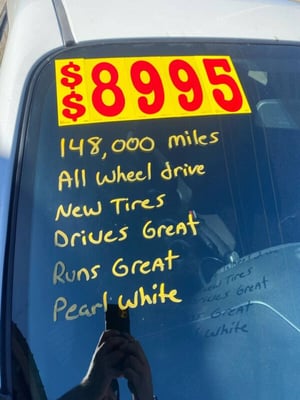 $$8995
148,000 miles
All Wheel drive
New Tires
Drives Great
Runs Great
Pearl White